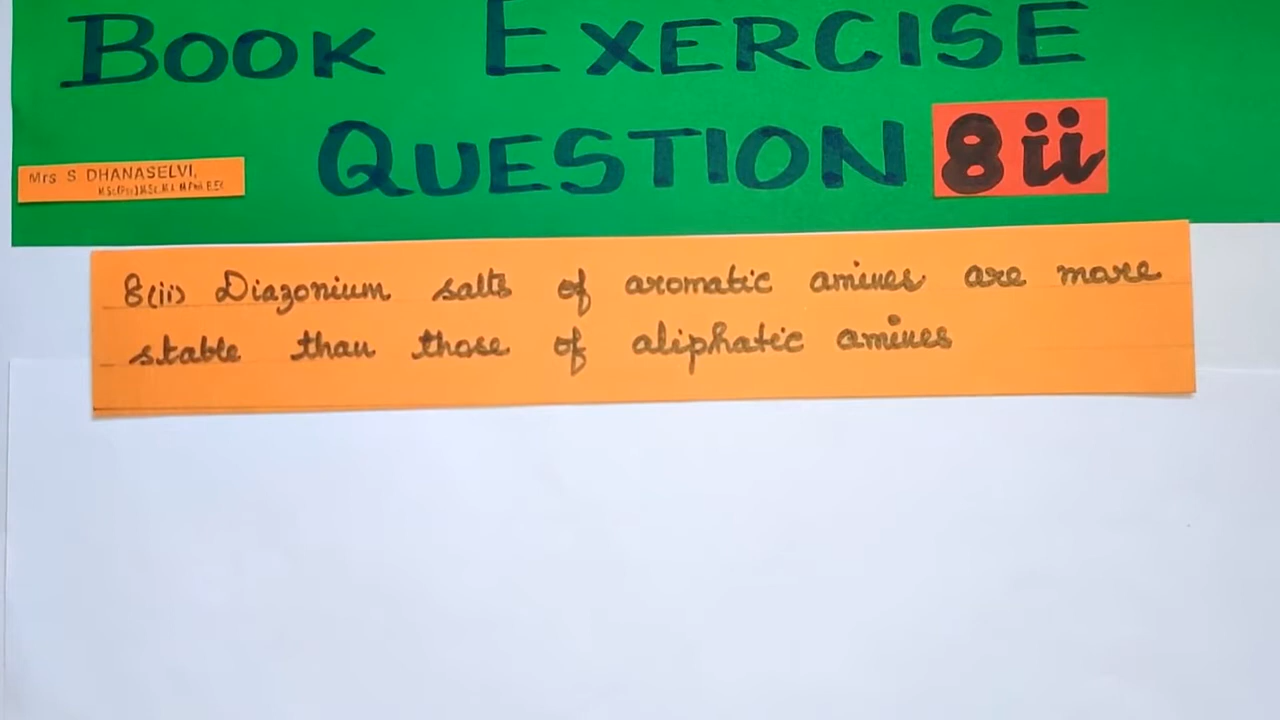 BOOK EXERCISE
QUESTION 8ii
Mrs S DHANASELVI,
8(ii) Diazonium salts of aromatic amines are more
stable than those of aliphatic amines